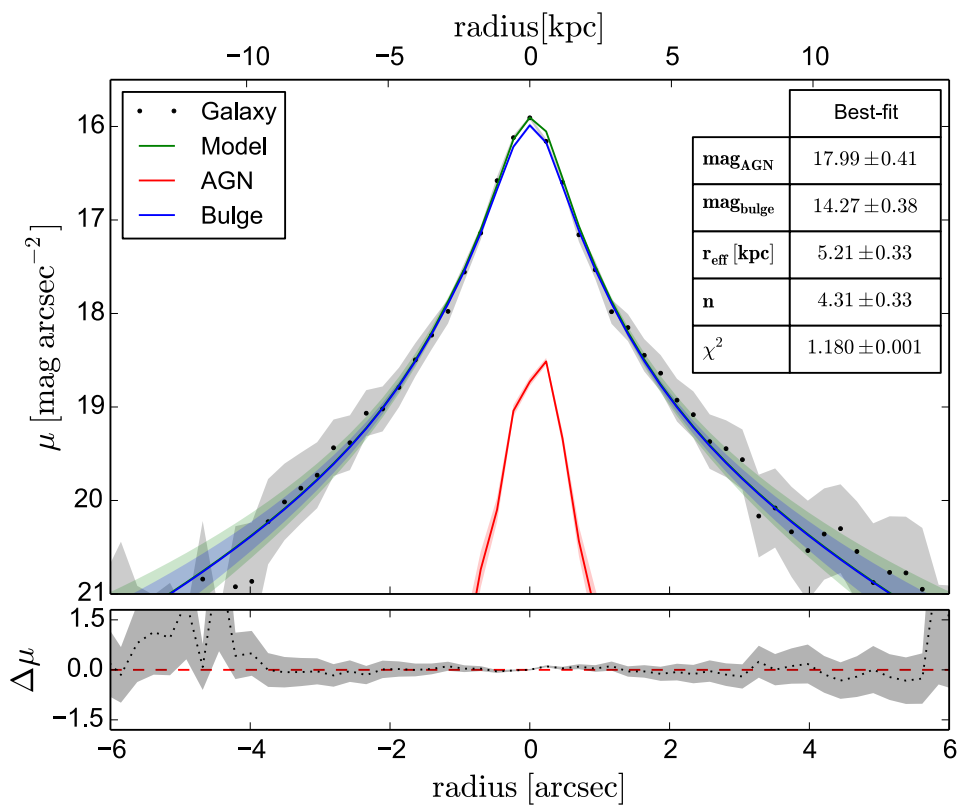 radius[kpc]
−10 −5 0 5 10
Galaxy
Model
AGN
Bulge
Best-fit
mag_AGN 17.99 ±0.41
mag_bulge 14.27 ±0.38
r_eff [kpc] 5.21 ±0.33
n 4.31 ±0.33
χ² 1.180 ±0.001
μ [mag arcsec⁻²]
16
17
18
19
20
21
Δμ
1.5
0.0
−1.5
−6 −4 −2 0 2 4 6
radius [arcsec]